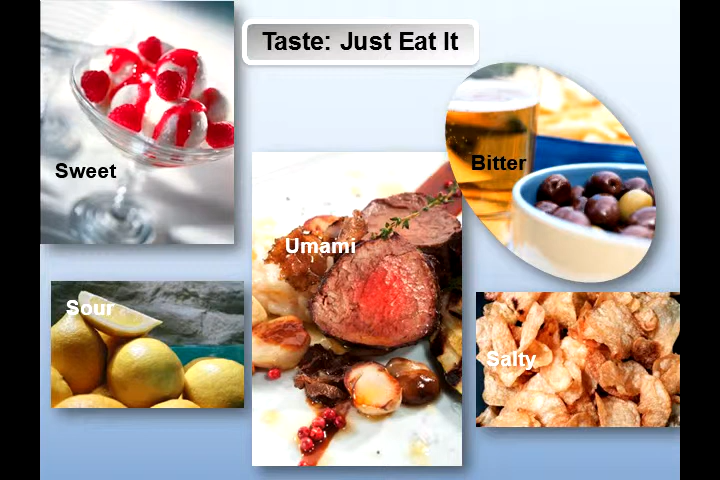 Taste: Just Eat It
Sweet
Bitter
Umami
Sour
Salty